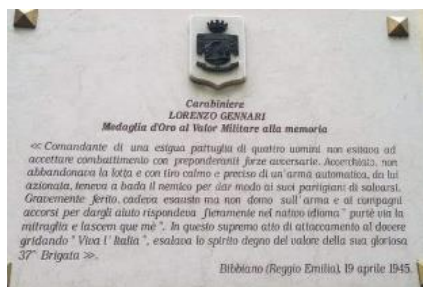 Carabiniere
LORENZO GENNARI
Medaglia d'Oro al Valor Militare alla memoria
« Comandante di una esigua pattuglia di quattro uomini non esitava ad
accettare combattimento con preponderanti forze avversarie. Accerchiato, non
abbandonava la lotta e con tiro calmo e preciso di un'arma automatica, da lui
azionata, teneva a bada il nemico per dar modo ai suoi partigiani di salvarsi.
Gravemente ferito, cadeva esausto ma non domo sull'arma e ai compagni
accorsi per dargli aiuto rispondeva fieramente nel nativo idioma " purtè via la
mitraglia e lascem que mè ". In questo supremo atto di attaccamento al dovere
gridando " Viva l' Italia ", esalava lo spirito degno del valore della sua gloriosa
37ª Brigata ».
Bibbiano (Reggio Emilia), 19 aprile 1945.